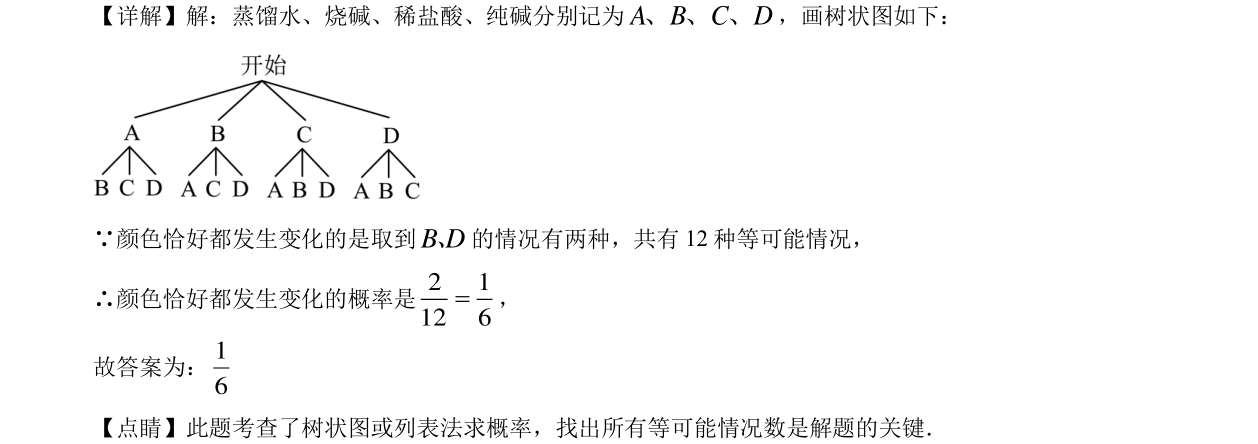 【详解】解：蒸馏水、烧碱、稀盐酸、纯碱分别记为 A、B、C、D，画树状图如下：
开始
A B C D
B C D A C D A B D A B C
∵颜色恰好都发生变化的是取到 B、D 的情况有两种，共有 12 种等可能情况，
∴颜色恰好都发生变化的概率是 2/12 = 1/6，
故答案为：1/6
【点睛】此题考查了树状图或列表法求概率，找出所有等可能情况数是解题的关键．